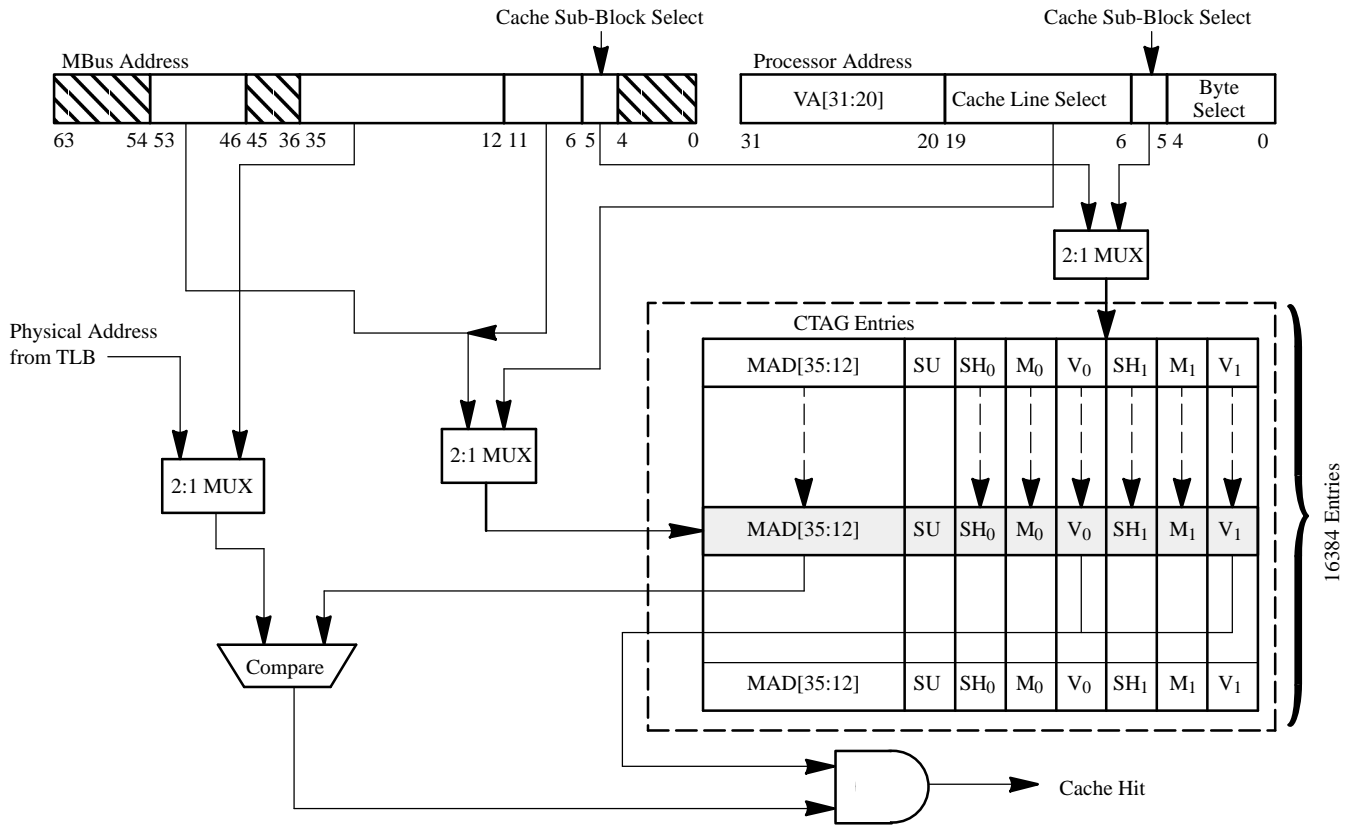 Cache Sub-Block Select
Cache Sub-Block Select
MBus Address
Processor Address
VA[31:20]
Cache Line Select
Byte
Select
63 54 53 46 45 36 35 12 11 6 5 4 0
31 20 19 6 5 4 0
2:1 MUX
Physical Address
from TLB
CTAG Entries
MAD[35:12] SU SH0 M0 V0 SH1 M1 V1
2:1 MUX
2:1 MUX
MAD[35:12] SU SH0 M0 V0 SH1 M1 V1
16384 Entries
Compare
MAD[35:12] SU SH0 M0 V0 SH1 M1 V1
Cache Hit